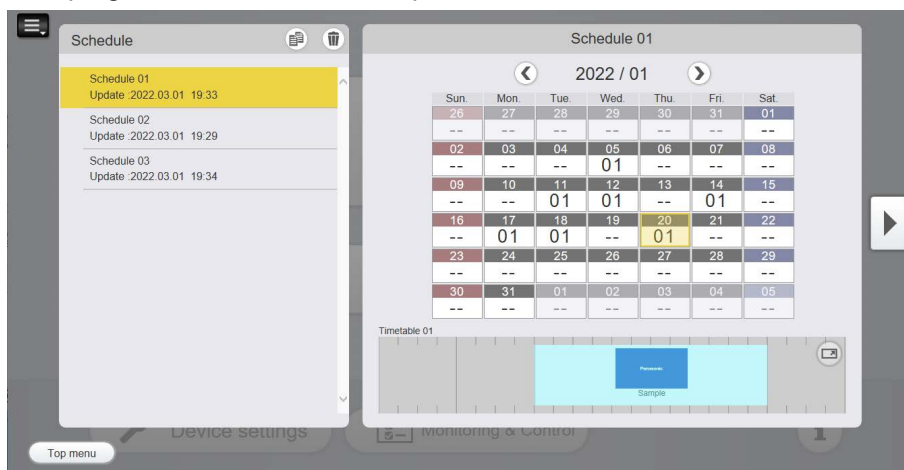 Schedule
Schedule 01
Update :2022.03.01 19:33
Schedule 02
Update :2022.03.01 19:29
Schedule 03
Update :2022.03.01 19:34
Schedule 01
2022 / 01
Sun. Mon. Tue. Wed. Thu. Fri. Sat.
26 27 28 29 30 31 01
-- -- -- -- -- -- --
02 03 04 05 06 07 08
-- -- -- 01 -- -- --
09 10 11 12 13 14 15
-- -- 01 01 -- 01 --
16 17 18 19 20 21 22
-- 01 01 -- 01 -- --
23 24 25 26 27 28 29
-- -- -- -- -- -- --
30 31 01 02 03 04 05
-- -- -- -- -- -- --
Timetable 01
Panasonic
Sample
Device settings
Monitoring & Control
Top menu